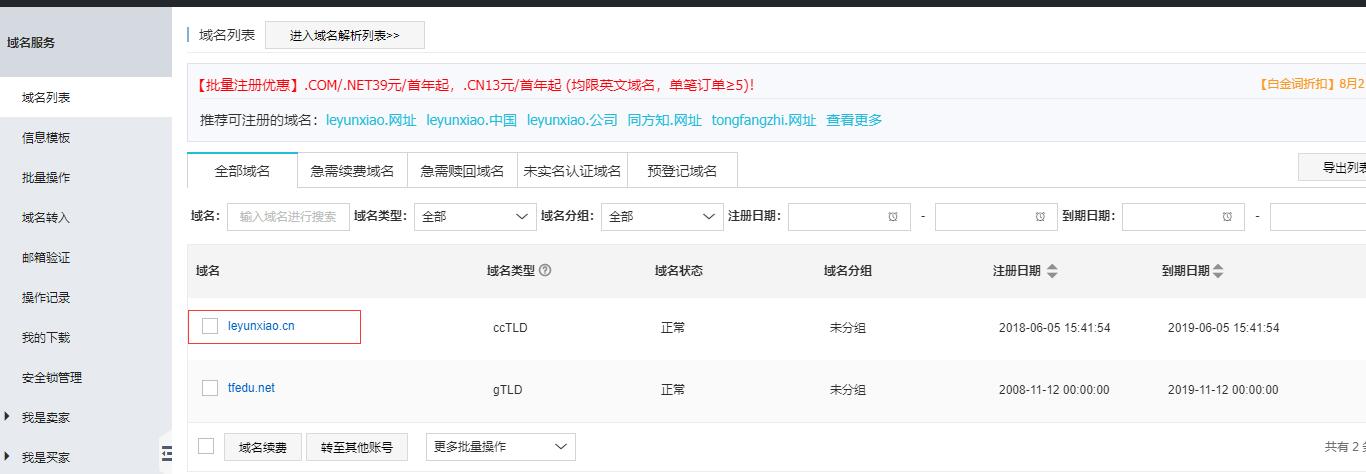 域名服务
域名列表
信息模板
批量操作
域名转入
邮箱验证
操作记录
我的下载
安全锁管理
我是卖家
我是买家
域名列表 进入域名解析列表>>
【批量注册优惠】.COM/.NET39元/首年起，.CN13元/首年起 (均限英文域名，单笔订单≥5)! 【白金词折扣】8月2
推荐可注册的域名： leyunxiao.网址 leyunxiao.中国 leyunxiao.公司 同方知.网址 tongfangzhi.网址 查看更多
全部域名 急需续费域名 急需赎回域名 未实名认证域名 预登记域名 导出列表
域名： 输入域名进行搜索 域名类型： 全部 域名分组： 全部 注册日期： - 到期日期： -
域名 域名类型 ? 域名状态 域名分组 注册日期 到期日期
leyunxiao.cn ccTLD 正常 未分组 2018-06-05 15:41:54 2019-06-05 15:41:54
tfedu.net gTLD 正常 未分组 2008-11-12 00:00:00 2019-11-12 00:00:00
域名续费 转至其他账号 更多批量操作 共有 2